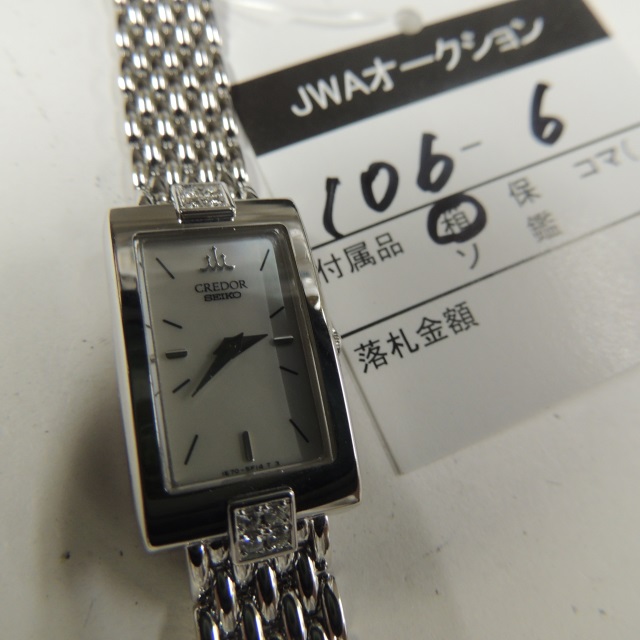 JWAオークション
106-6
付属品 箱 保 コマ(
ソ 鑑
落札金額
CREDOR
SEIKO